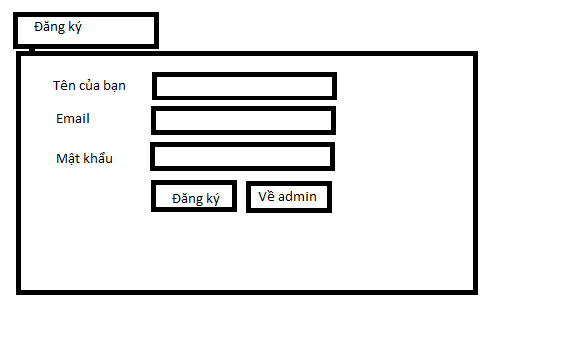 Đăng ký
Tên của bạn
Email
Mật khẩu
Đăng ký Về admin